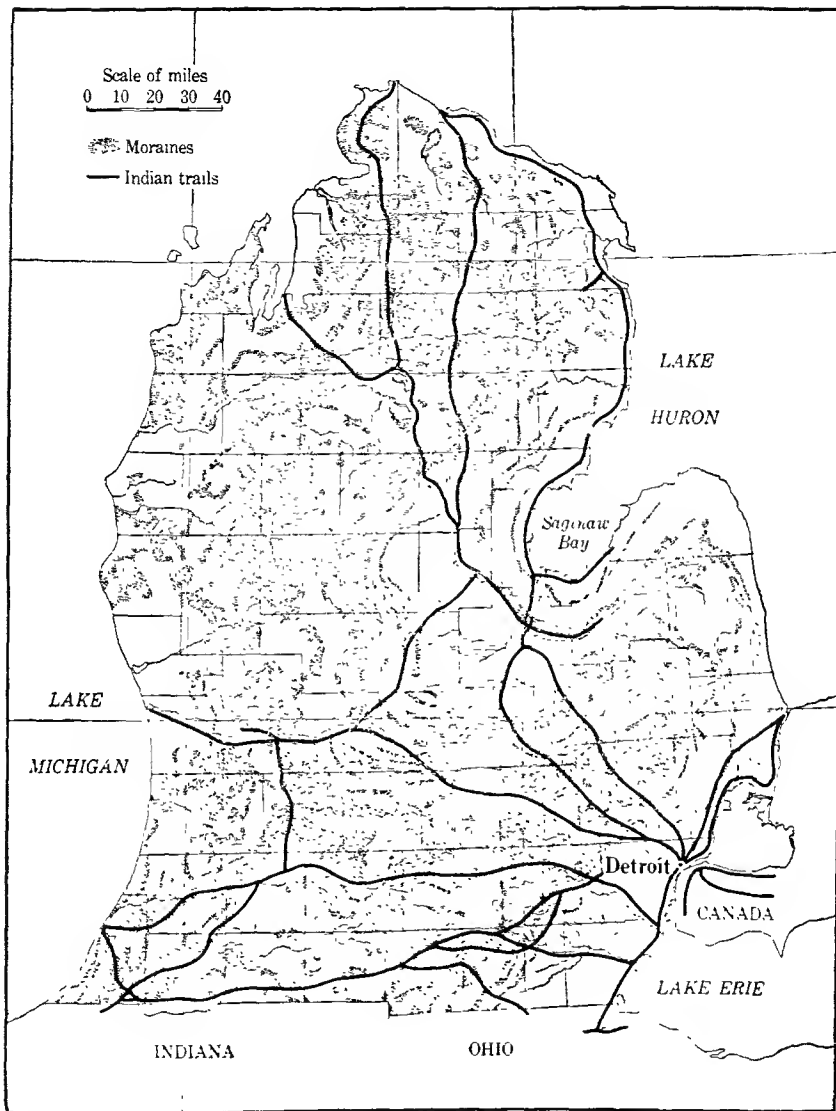 Scale of miles
0 10 20 30 40
Moraines
Indian trails
LAKE
HURON
Saginaw
Bay
LAKE
MICHIGAN
Detroit
CANADA
LAKE ERIE
INDIANA
OHIO